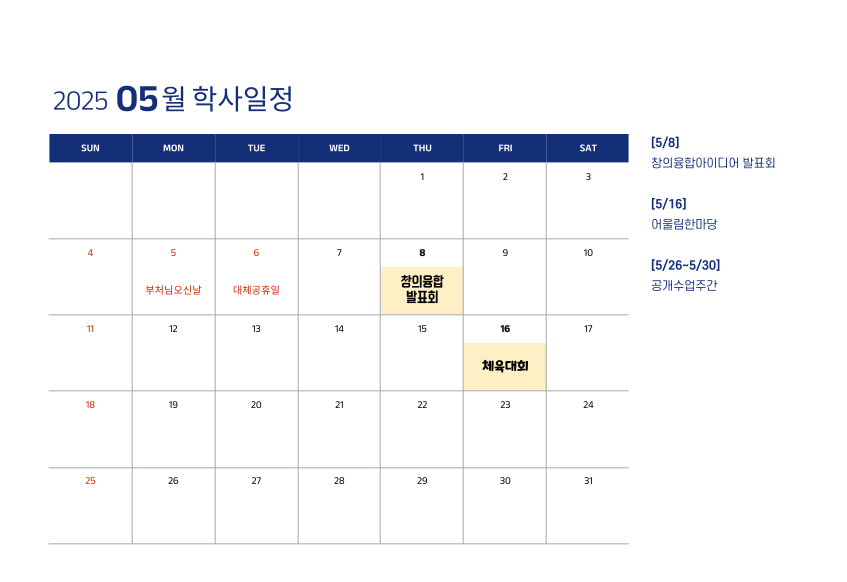 2025 05월 학사일정
SUN MON TUE WED THU FRI SAT
1 2 3
4 5 6 7 8 9 10
부처님오신날 대체공휴일 창의융합
발표회
11 12 13 14 15 16 17
체육대회
18 19 20 21 22 23 24
25 26 27 28 29 30 31
[5/8]
창의융합아이디어 발표회
[5/16]
어울림한마당
[5/26~5/30]
공개수업주간